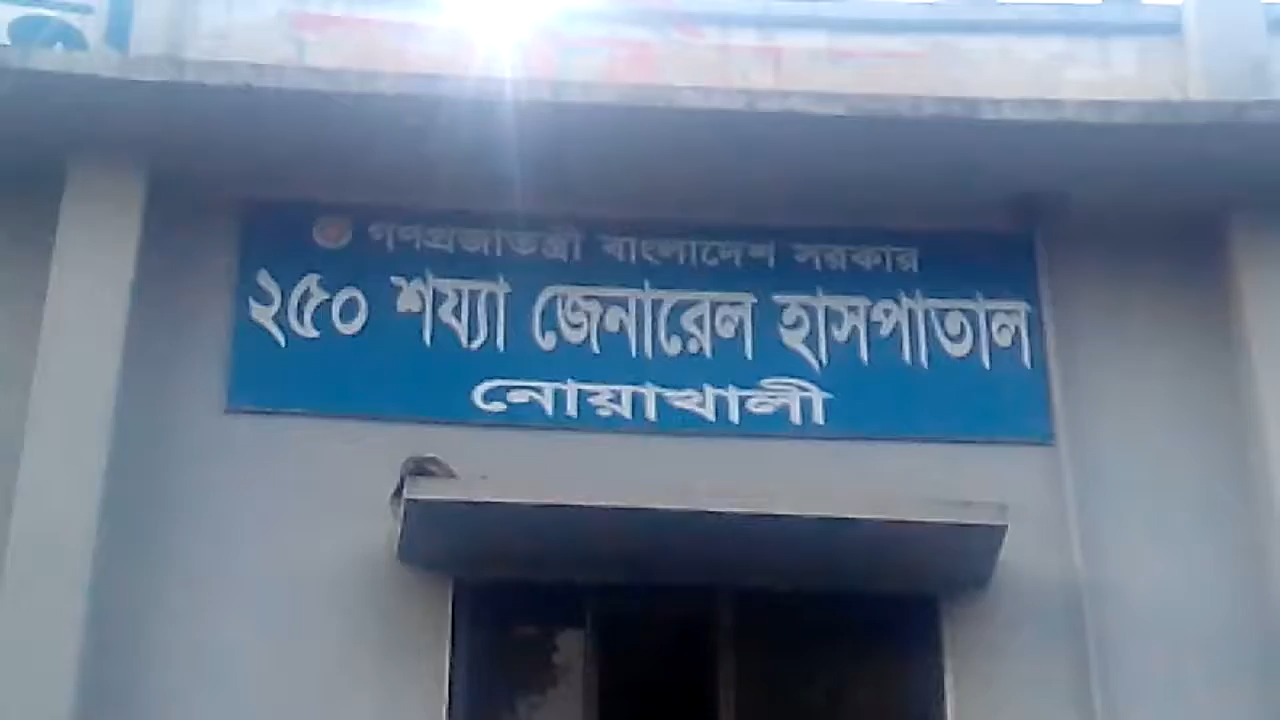 গণপ্রজাতন্ত্রী বাংলাদেশ সরকার
২৫০ শয্যা জেনারেল হাসপাতাল
নোয়াখালী